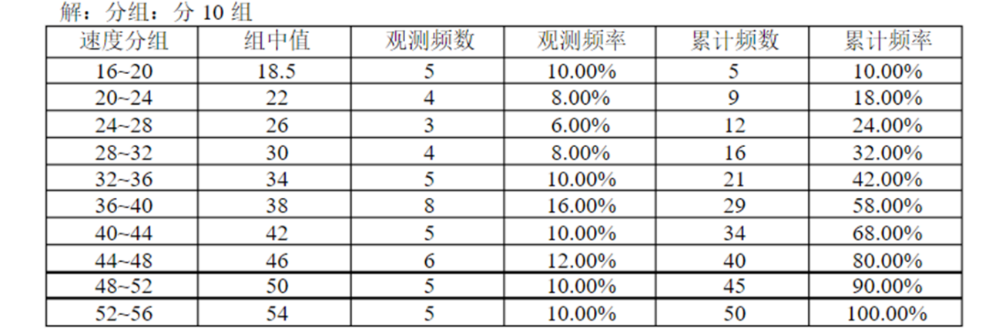 解：分组：分 10 组
速度分组 组中值 观测频数 观测频率 累计频数 累计频率
16~20 18.5 5 10.00% 5 10.00%
20~24 22 4 8.00% 9 18.00%
24~28 26 3 6.00% 12 24.00%
28~32 30 4 8.00% 16 32.00%
32~36 34 5 10.00% 21 42.00%
36~40 38 8 16.00% 29 58.00%
40~44 42 5 10.00% 34 68.00%
44~48 46 6 12.00% 40 80.00%
48~52 50 5 10.00% 45 90.00%
52~56 54 5 10.00% 50 100.00%